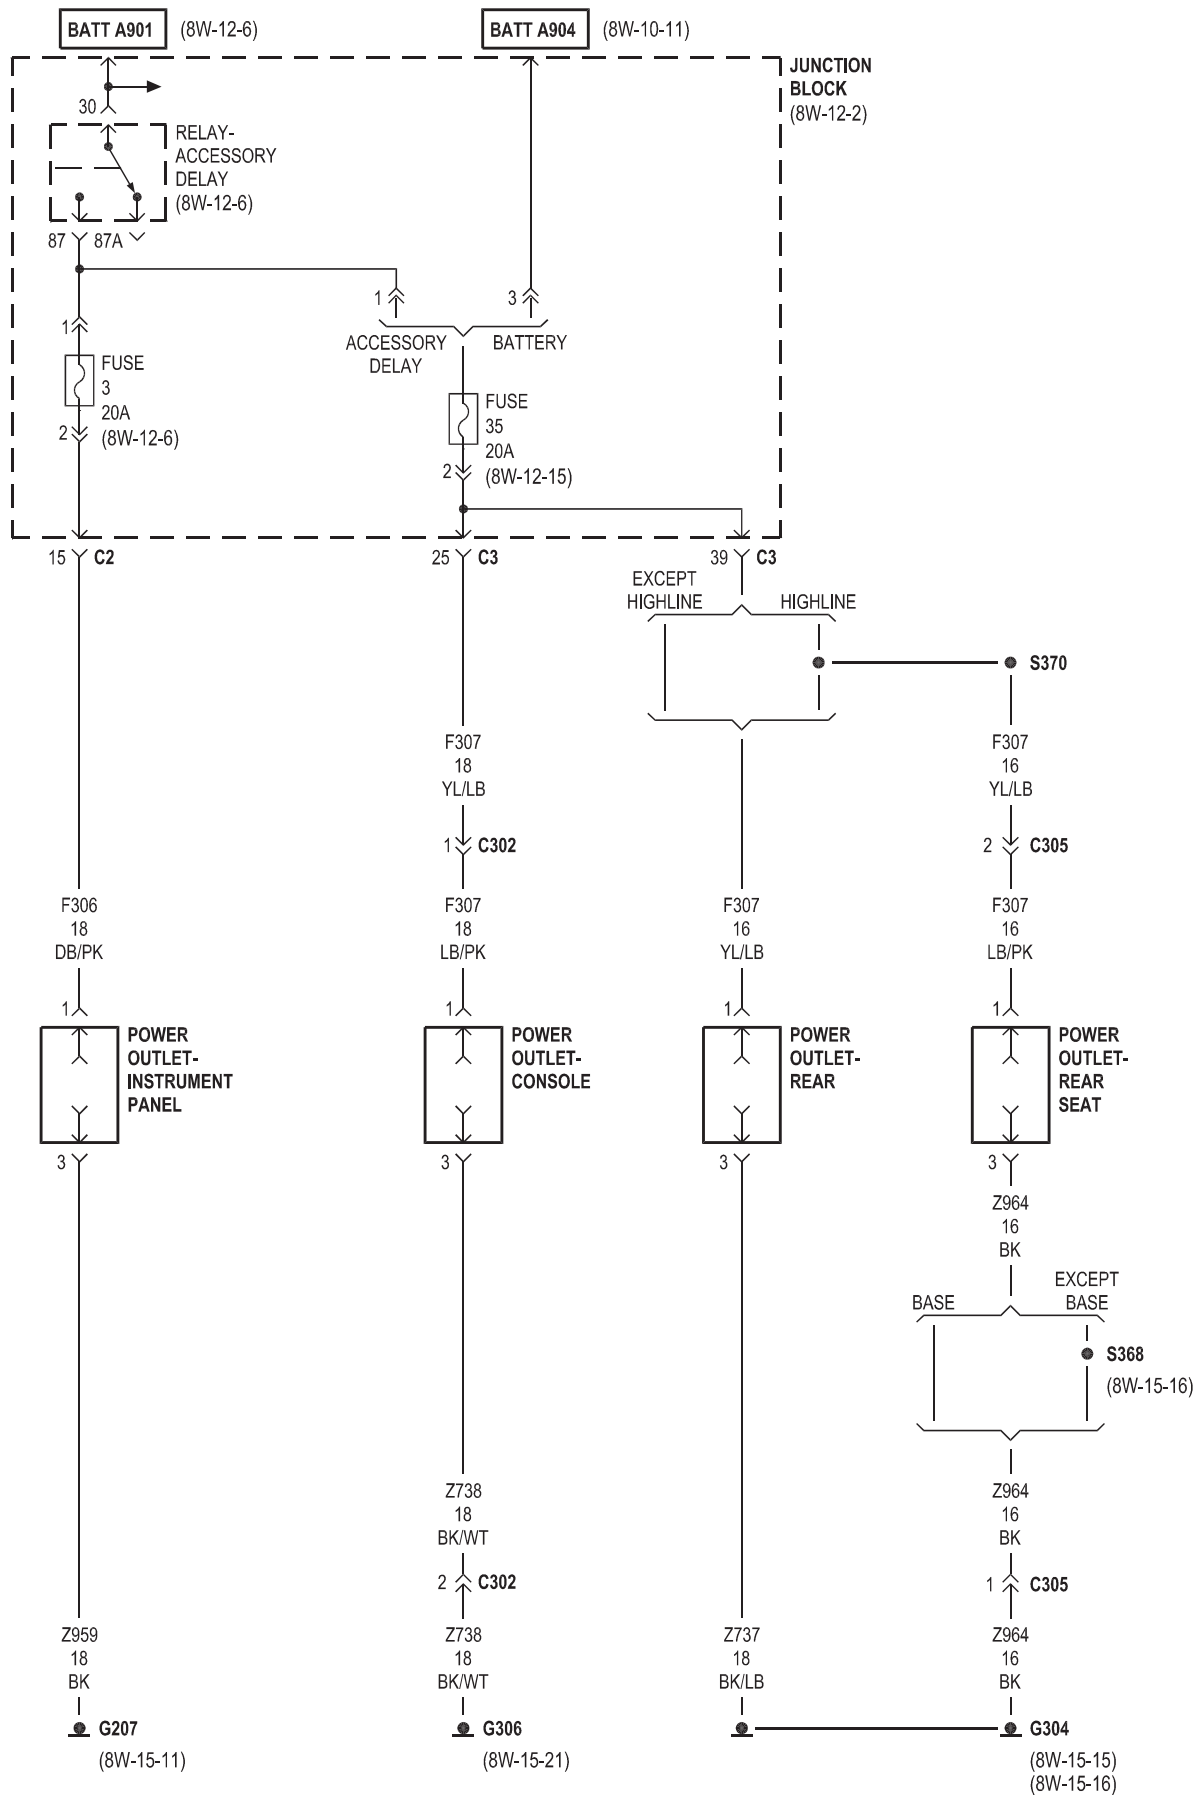 BATT A901 (8W-12-6)
BATT A904 (8W-10-11)
JUNCTION
BLOCK
(8W-12-2)
30
RELAY-
ACCESSORY
DELAY
(8W-12-6)
87 87A
1
3
ACCESSORY
DELAY
BATTERY
1
FUSE
3
20A
(8W-12-6)
2
FUSE
35
20A
(8W-12-15)
2
15 C2
25 C3
39 C3
EXCEPT
HIGHLINE
HIGHLINE
S370
F307
18
YL/LB
F307
16
YL/LB
1 C302
2 C305
F306
18
DB/PK
F307
18
LB/PK
F307
16
YL/LB
F307
16
LB/PK
1
1
1
1
POWER
OUTLET-
INSTRUMENT
PANEL
POWER
OUTLET-
CONSOLE
POWER
OUTLET-
REAR
POWER
OUTLET-
REAR
SEAT
3
3
3
3
Z964
16
BK
BASE
EXCEPT
BASE
S368
(8W-15-16)
Z738
18
BK/WT
Z964
16
BK
2 C302
1 C305
Z959
18
BK
Z738
18
BK/WT
Z737
18
BK/LB
Z964
16
BK
G207
(8W-15-11)
G306
(8W-15-21)
G304
(8W-15-15)
(8W-15-16)